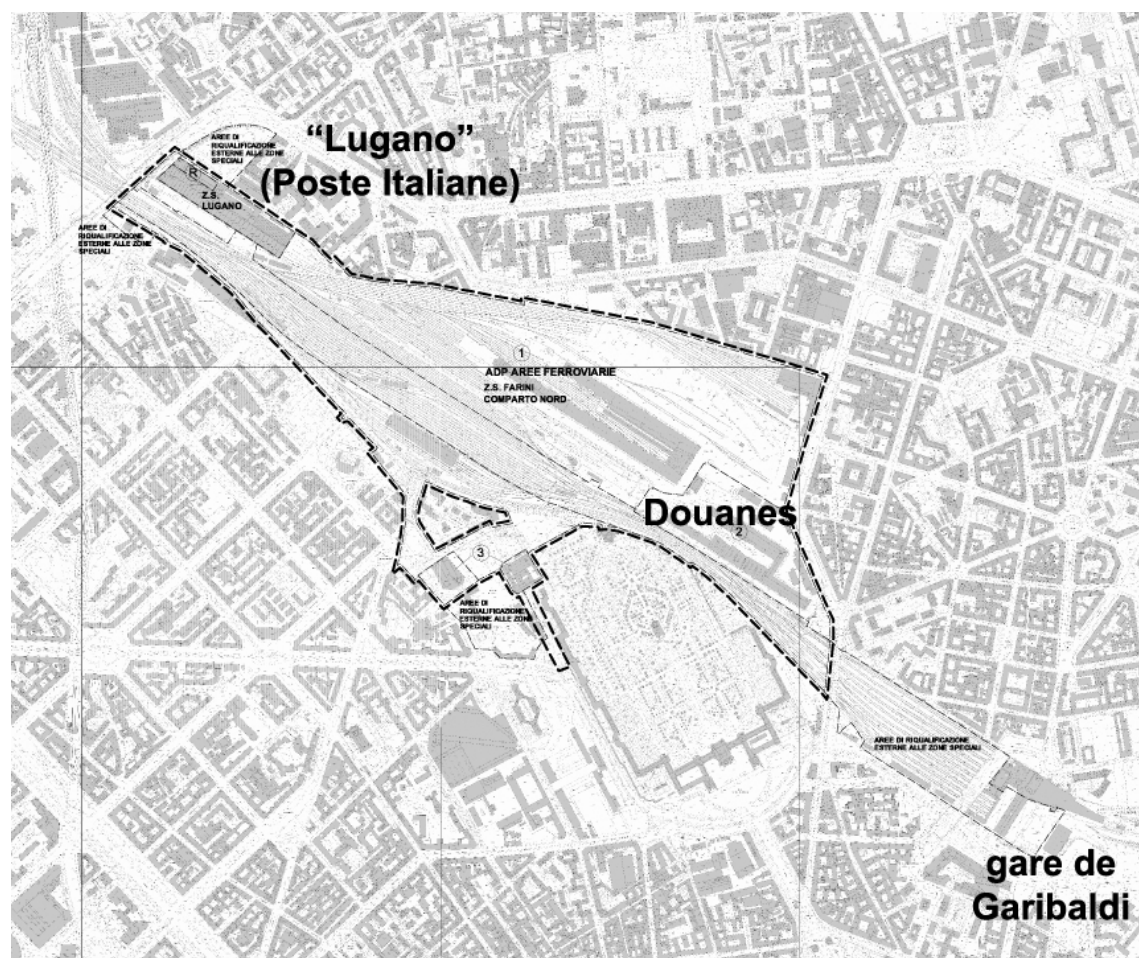 “Lugano”
(Poste Italiane)
AREE DI
RIQUALIFICAZIONE
ESTERNE ALLE ZONE
SPECIALI
R
Z.S.
LUGANO
AREE DI
RIQUALIFICAZIONE
ESTERNE ALLE ZONE
SPECIALI
1
ADP AREE FERROVIARIE
Z.S. FARINI
COMPARTO NORD
Douanes
2
3
AREE DI
RIQUALIFICAZIONE
ESTERNE ALLE ZONE
SPECIALI
AREE DI RIQUALIFICAZIONE
ESTERNE ALLE ZONE SPECIALI
gare de
Garibaldi